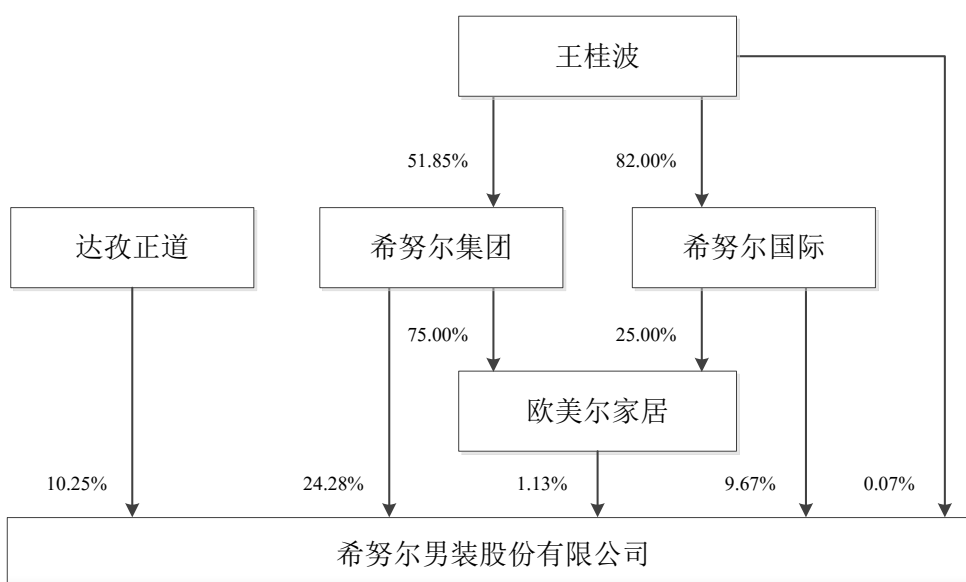 王桂波
51.85%
82.00%
达孜正道
希努尔集团
希努尔国际
75.00%
25.00%
欧美尔家居
10.25%
24.28%
1.13%
9.67%
0.07%
希努尔男装股份有限公司